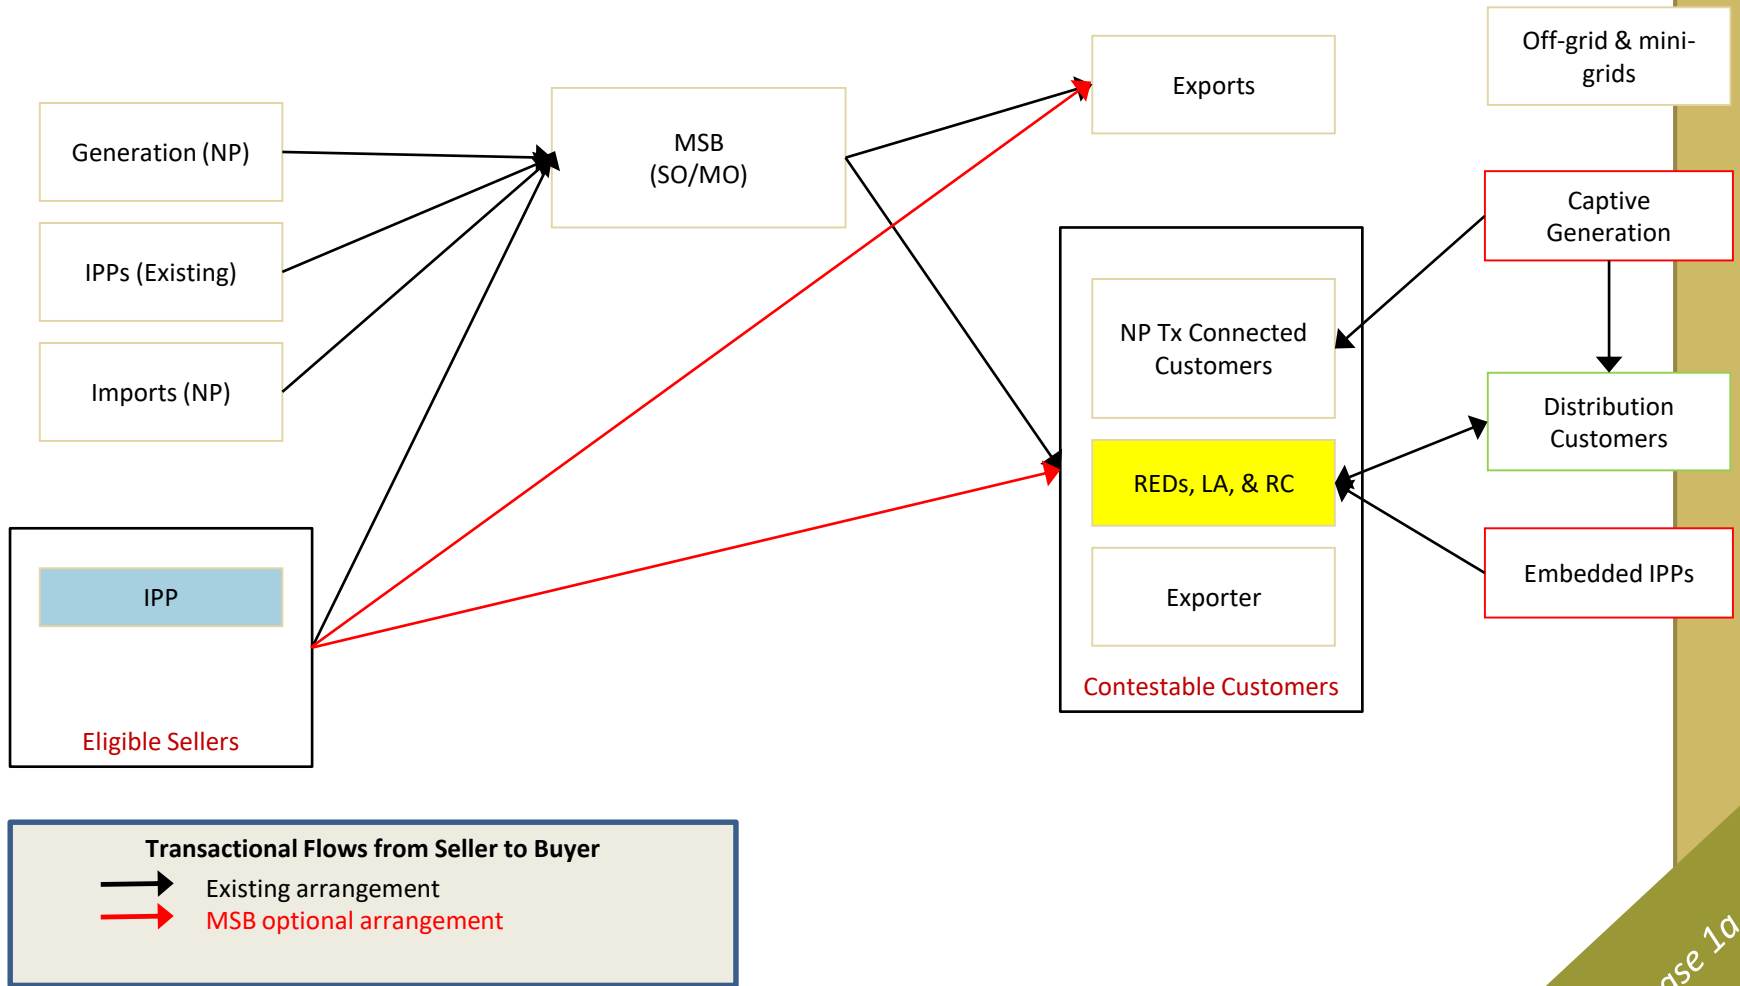 Off-grid & mini-
grids
Exports
Generation (NP)
MSB
(SO/MO)
Captive
Generation
IPPs (Existing)
NP Tx Connected
Customers
Imports (NP)
Distribution
Customers
REDs, LA, & RC
IPP
Embedded IPPs
Exporter
Contestable Customers
Eligible Sellers
Transactional Flows from Seller to Buyer
Existing arrangement
MSB optional arrangement
1a